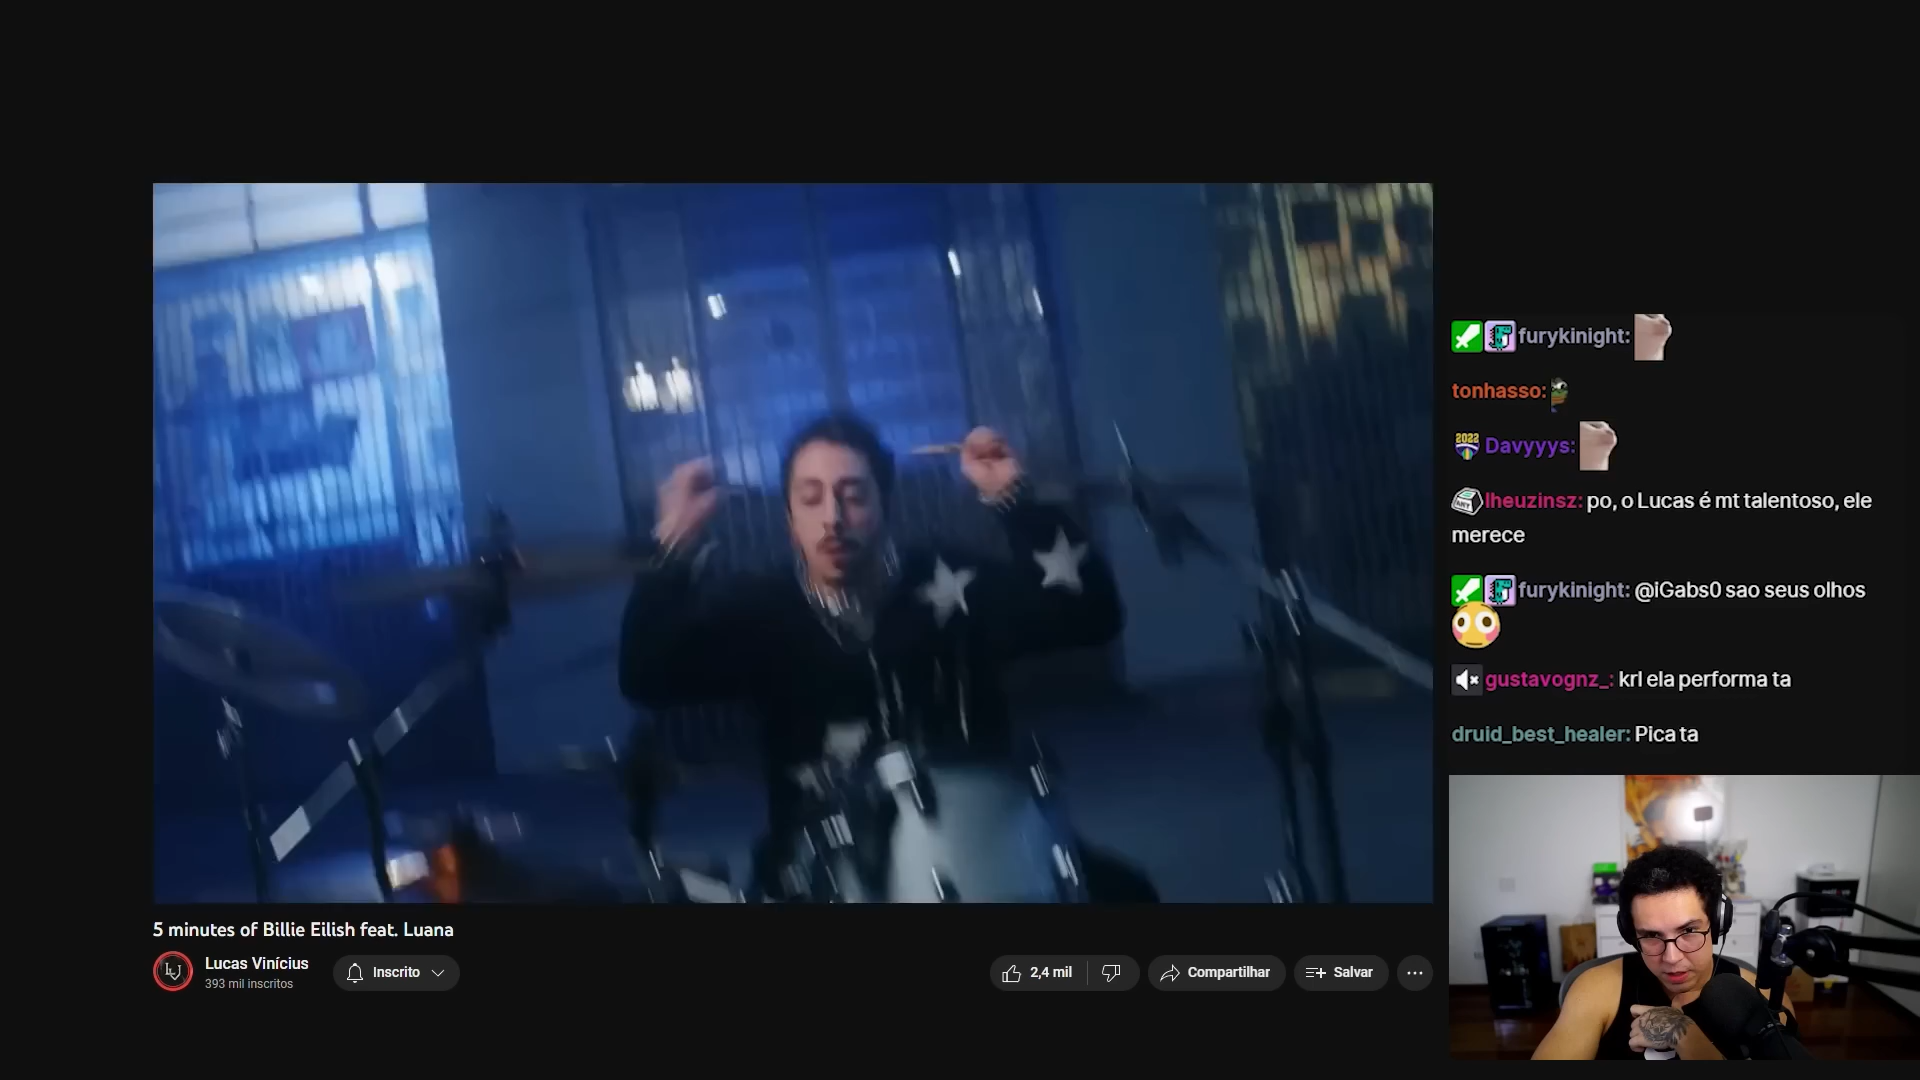 furykinight:
tonhasso:
2022 Davyyys:
lheuzinsz: po, o Lucas é mt talentoso, ele
merece
furykinight: @iGabs0 sao seus olhos
gustavognz_: krl ela performa ta
druid_best_healer: Pica ta
5 minutes of Billie Eilish feat. Luana
LV
Lucas Vinícius
393 mil inscritos
Inscrito
2,4 mil
Compartilhar
Salvar